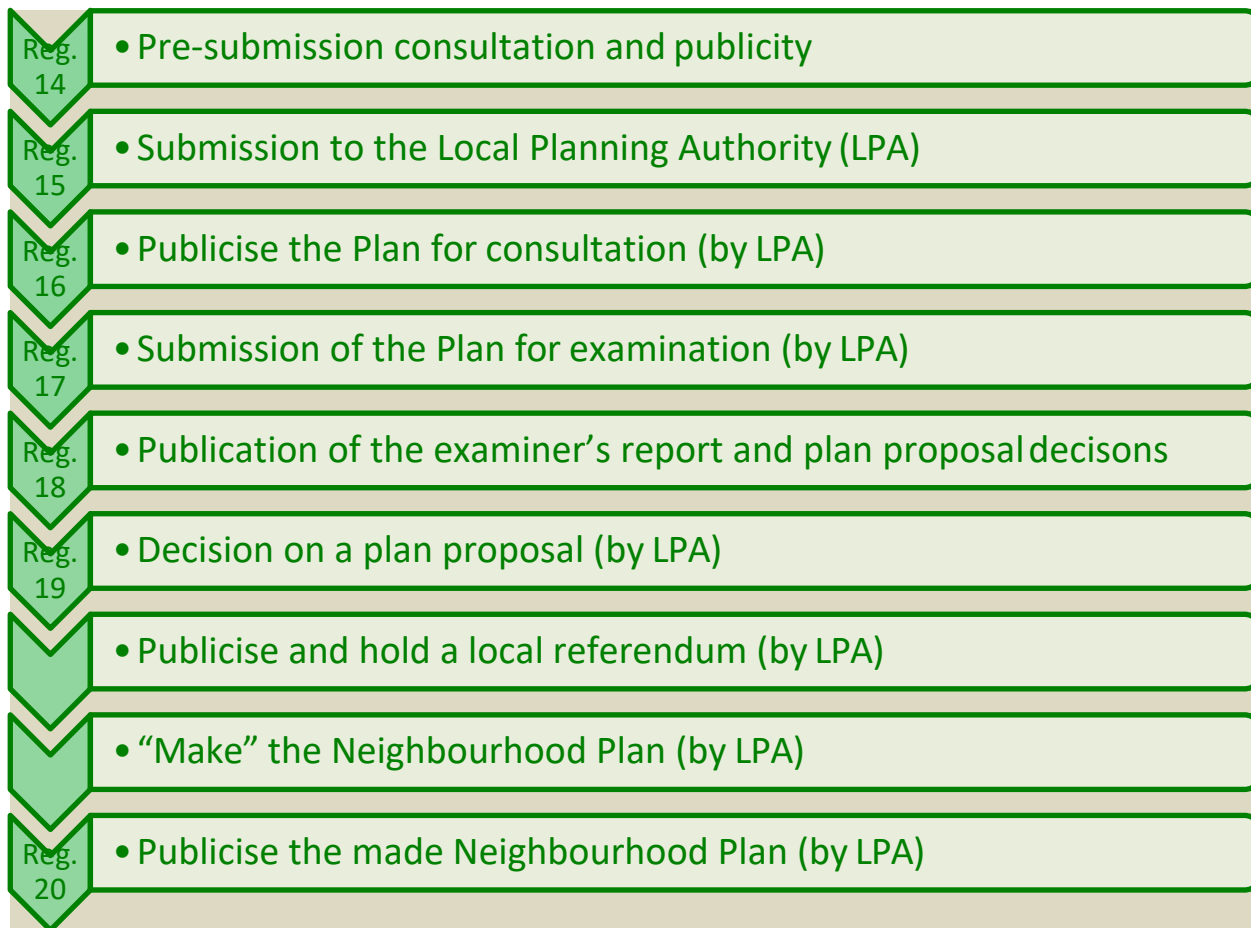 Reg.
14
• Pre-submission consultation and publicity
Reg.
15
• Submission to the Local Planning Authority (LPA)
Reg.
16
• Publicise the Plan for consultation (by LPA)
Reg.
17
• Submission of the Plan for examination (by LPA)
Reg.
18
• Publication of the examiner’s report and plan proposal decisons
Reg.
19
• Decision on a plan proposal (by LPA)
• Publicise and hold a local referendum (by LPA)
• “Make” the Neighbourhood Plan (by LPA)
Reg.
20
• Publicise the made Neighbourhood Plan (by LPA)